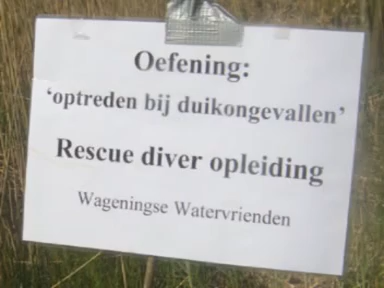 Oefening:
‘optreden bij duikongevallen’
Rescue diver opleiding
Wageningse Watervrienden